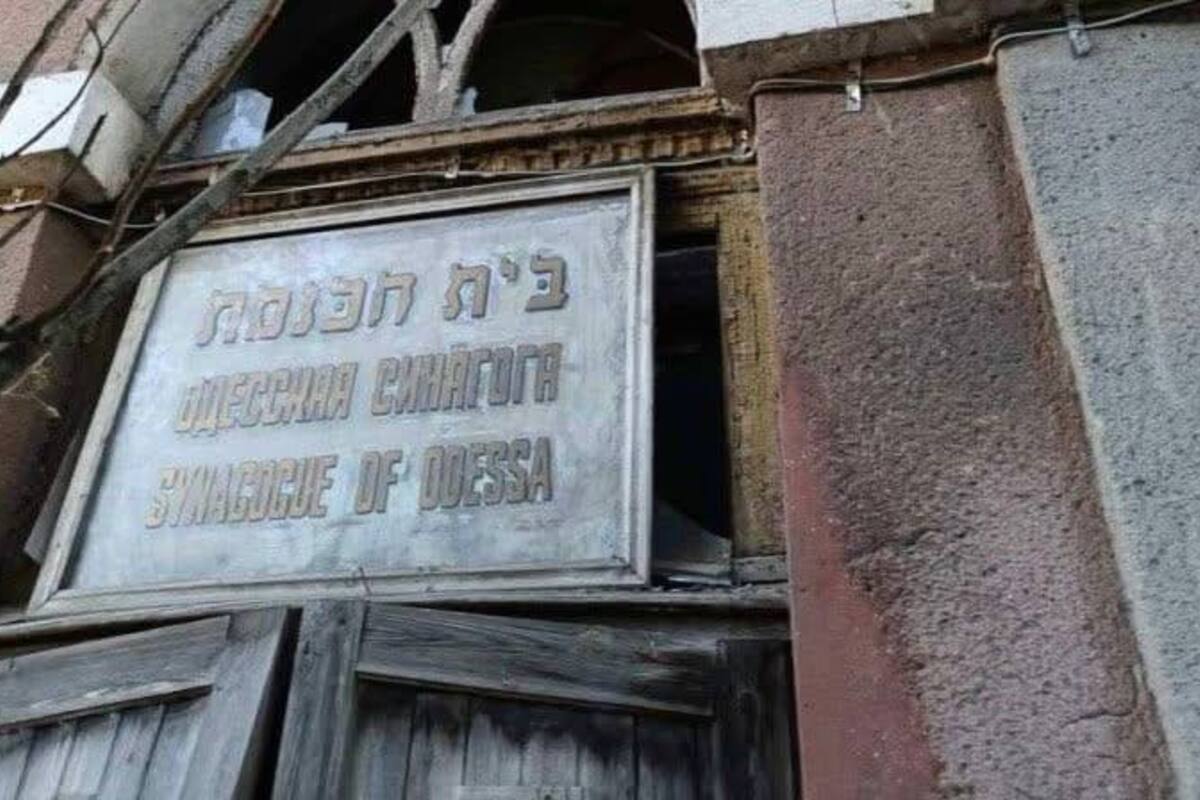 בית הכנסת
ОДЕССКАЯ СИНАГОГА
SYNAGOGUE OF ODESSA